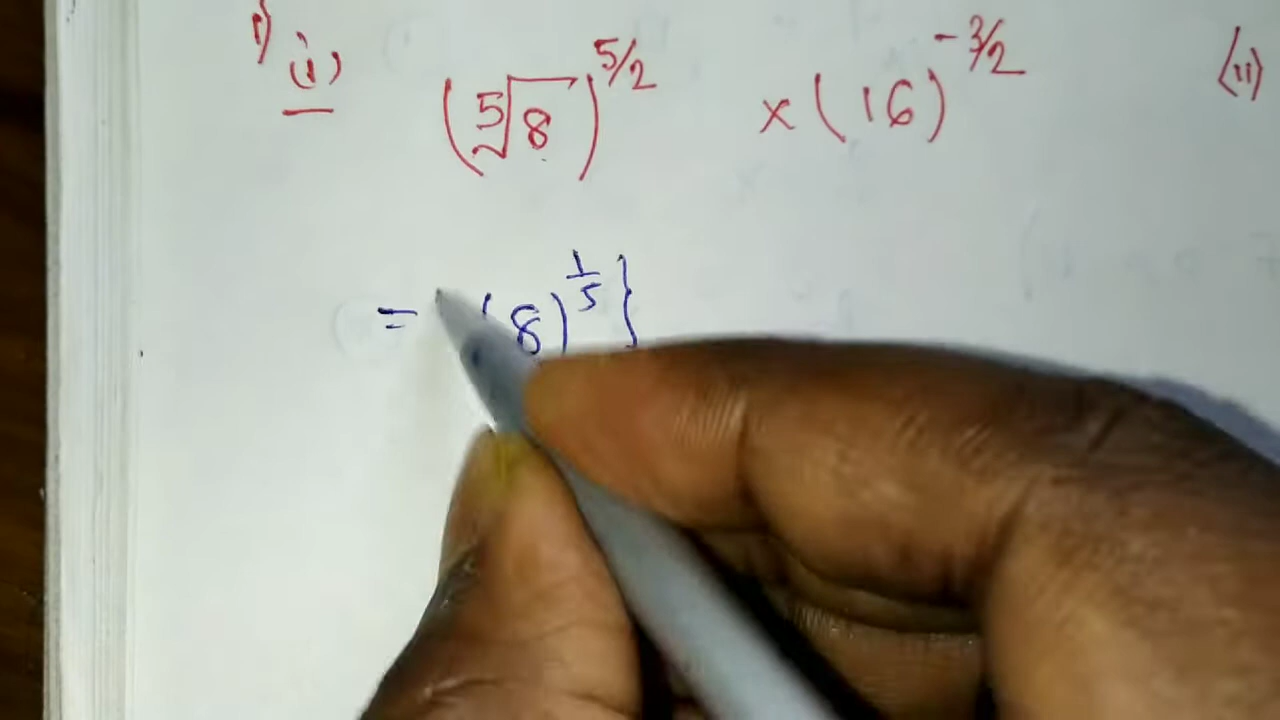 1) (i) (⁵√8)^5/2 × (16)^-3/2 (ii)
= (8)^1/5 }